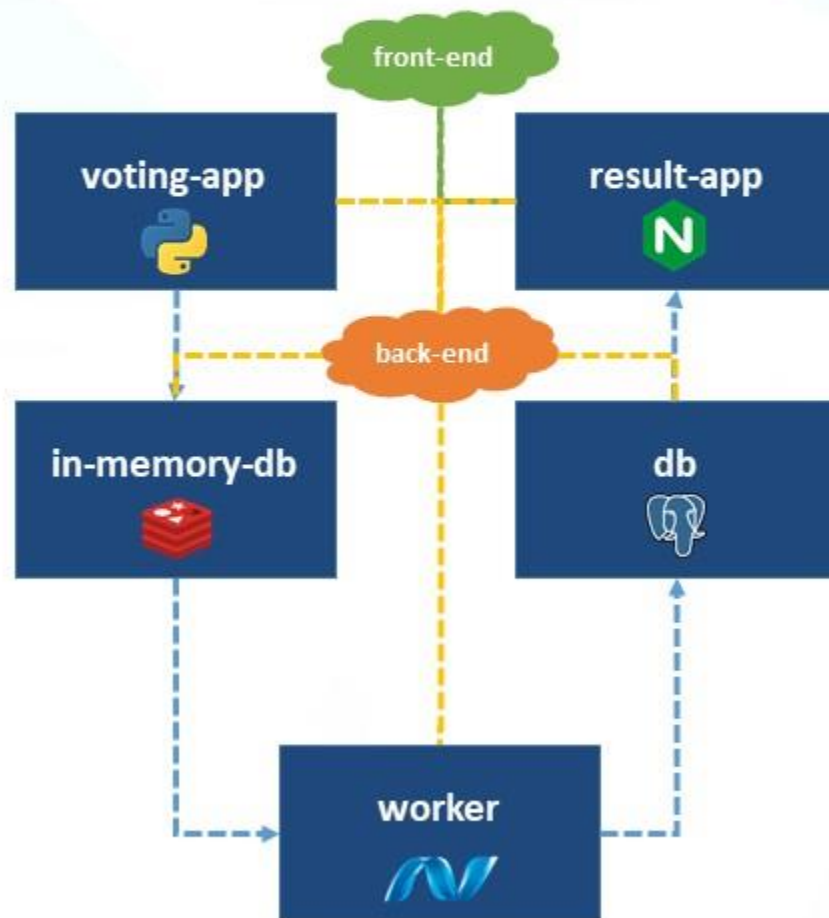 front-end
voting-app
result-app
N
back-end
in-memory-db
db
worker